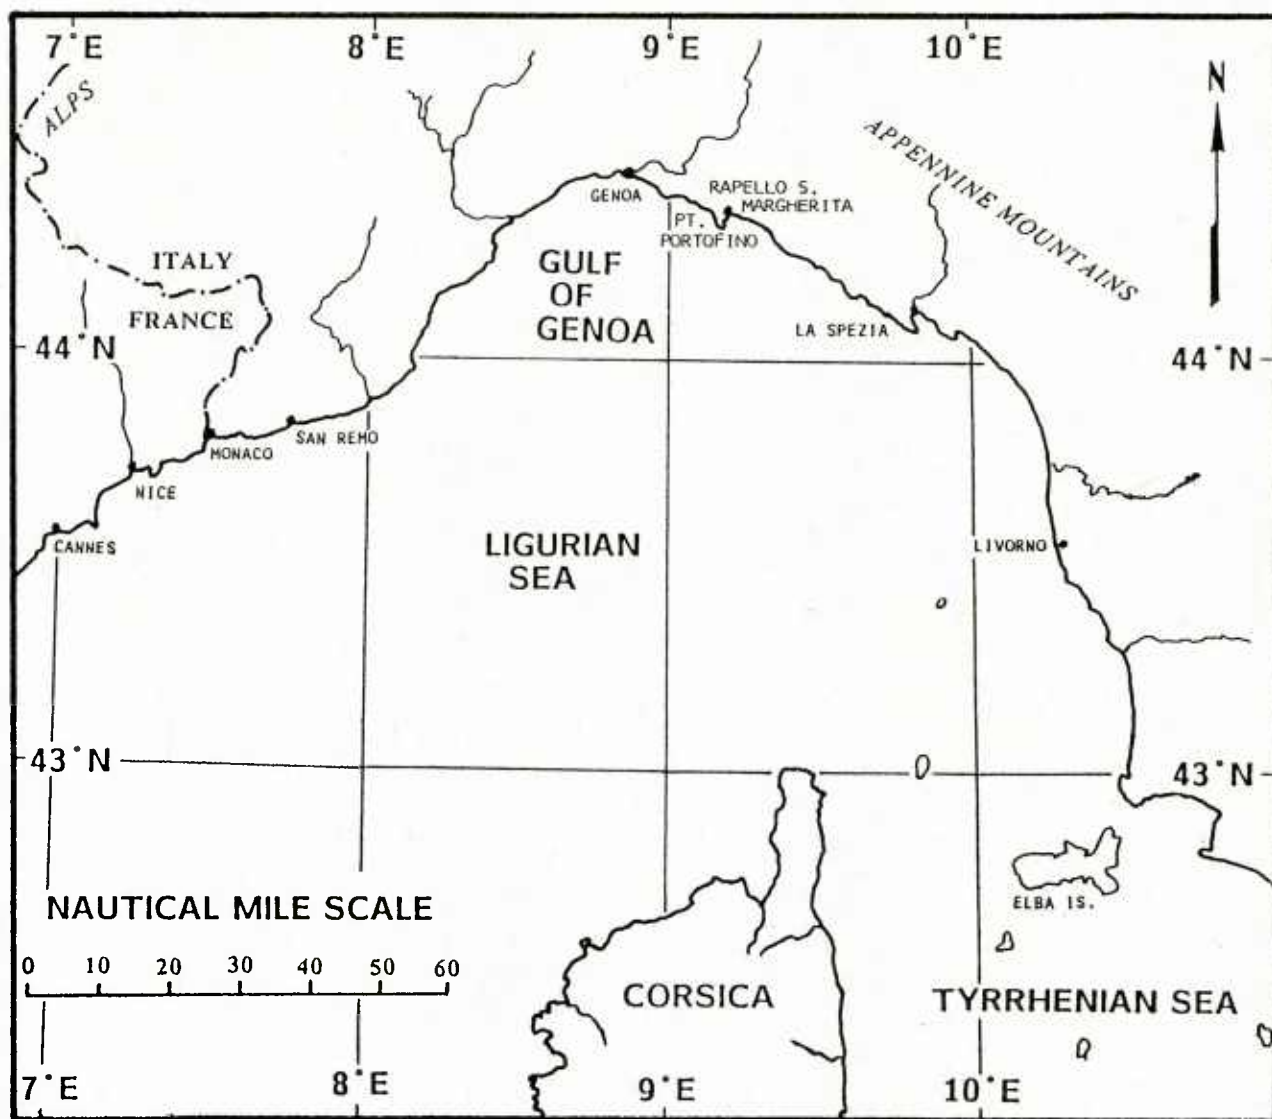 7°E 8°E 9°E 10°E
N
ALPS
APPENNINE MOUNTAINS
GENOA
RAPELLO S.
MARGHERITA
PT.
PORTOFINO
ITALY
FRANCE
GULF
OF
GENOA
LA SPEZIA
44°N 44°N
SAN REMO
MONACO
NICE
CANNES
LIGURIAN
SEA
LIVORNO
43°N 43°N
ELBA IS.
NAUTICAL MILE SCALE
0 10 20 30 40 50 60
CORSICA
TYRRHENIAN SEA
7°E 8°E 9°E 10°E